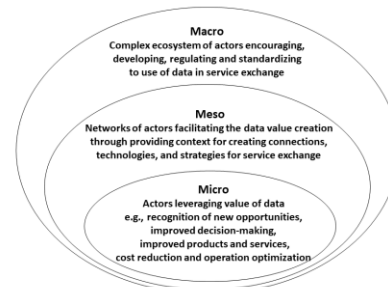 Macro
Complex ecosystem of actors encouraging,
developing, regulating and standardizing
to use of data in service exchange
Meso
Networks of actors facilitating the data value creation
through providing context for creating connections,
technologies, and strategies for service exchange
Micro
Actors leveraging value of data
e.g., recognition of new opportunities,
improved decision-making,
improved products and services,
cost reduction and operation optimization